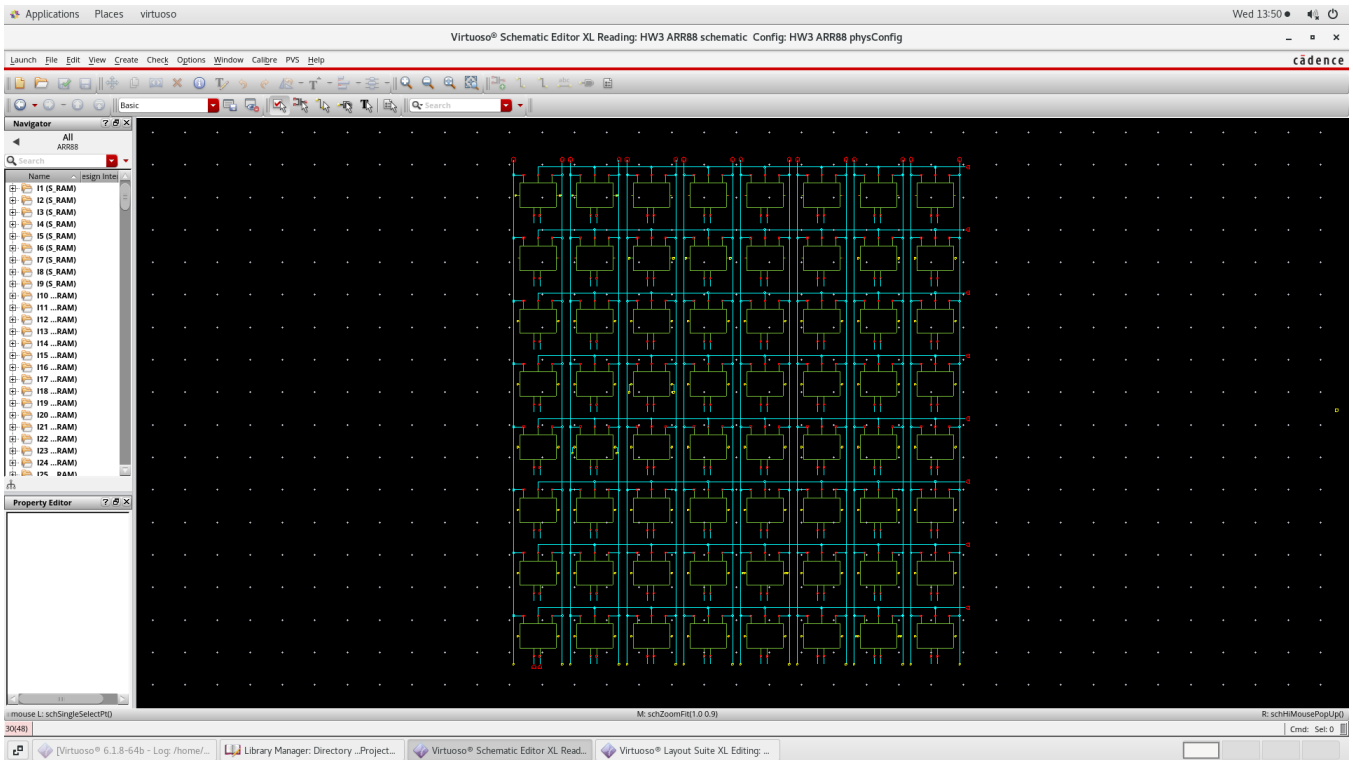 Applications Places virtuoso Wed 13:50
Virtuoso® Schematic Editor XL Reading: HW3 ARR88 schematic Config: HW3 ARR88 physConfig
Launch File Edit View Create Check Options Window Calibre PVS Help cādence
Basic Search
Navigator
All
ARR88
Search
Name esign Inte
I1 (S_RAM)
I2 (S_RAM)
I3 (S_RAM)
I4 (S_RAM)
I5 (S_RAM)
I6 (S_RAM)
I7 (S_RAM)
I8 (S_RAM)
I9 (S_RAM)
I10 ...RAM)
I11 ...RAM)
I12 ...RAM)
I13 ...RAM)
I14 ...RAM)
I15 ...RAM)
I16 ...RAM)
I17 ...RAM)
I18 ...RAM)
I19 ...RAM)
I20 ...RAM)
I21 ...RAM)
I22 ...RAM)
I23 ...RAM)
I24 ...RAM)
I25 ...RAM)
Property Editor
mouse L: schSingleSelectPt() M: schZoomFit(1.0 0.9) R: schHiMousePopUp()
30(48) Cmd: Sel: 0
[Virtuoso® 6.1.8-64b - Log: /home/... Library Manager: Directory ...Project... Virtuoso® Schematic Editor XL Read... Virtuoso® Layout Suite XL Editing: ...